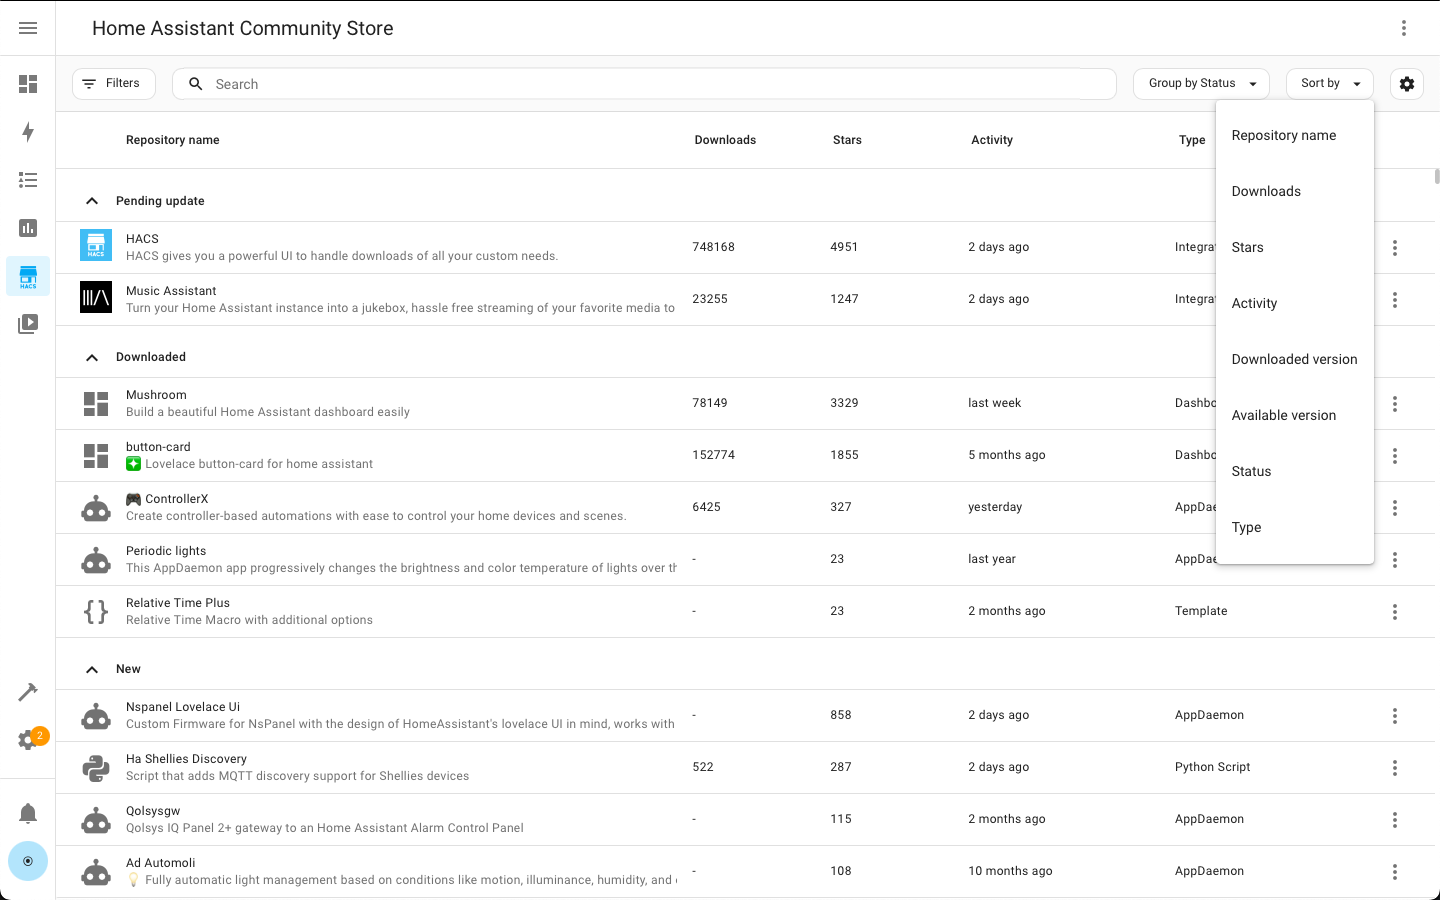 Home Assistant Community Store
Filters
Search
Group by Status
Sort by
Repository name Downloads Stars Activity Type
Repository name
Downloads
Stars
Activity
Downloaded version
Available version
Status
Type
Pending update
HACS
HACS gives you a powerful UI to handle downloads of all your custom needs.
748168 4951 2 days ago Integrat
Music Assistant
Turn your Home Assistant instance into a jukebox, hassle free streaming of your favorite media to
23255 1247 2 days ago Integrat
Downloaded
Mushroom
Build a beautiful Home Assistant dashboard easily
78149 3329 last week Dashbo
button-card
Lovelace button-card for home assistant
152774 1855 5 months ago Dashbo
ControllerX
Create controller-based automations with ease to control your home devices and scenes.
6425 327 yesterday AppDae
Periodic lights
This AppDaemon app progressively changes the brightness and color temperature of lights over th
- 23 last year AppDae
Relative Time Plus
Relative Time Macro with additional options
- 23 2 months ago Template
New
Nspanel Lovelace Ui
Custom Firmware for NsPanel with the design of HomeAssistant's lovelace UI in mind, works with
- 858 2 days ago AppDaemon
Ha Shellies Discovery
Script that adds MQTT discovery support for Shellies devices
522 287 2 days ago Python Script
Qolsysgw
Qolsys IQ Panel 2+ gateway to an Home Assistant Alarm Control Panel
- 115 2 months ago AppDaemon
Ad Automoli
Fully automatic light management based on conditions like motion, illuminance, humidity, and
- 108 10 months ago AppDaemon
HACS
2